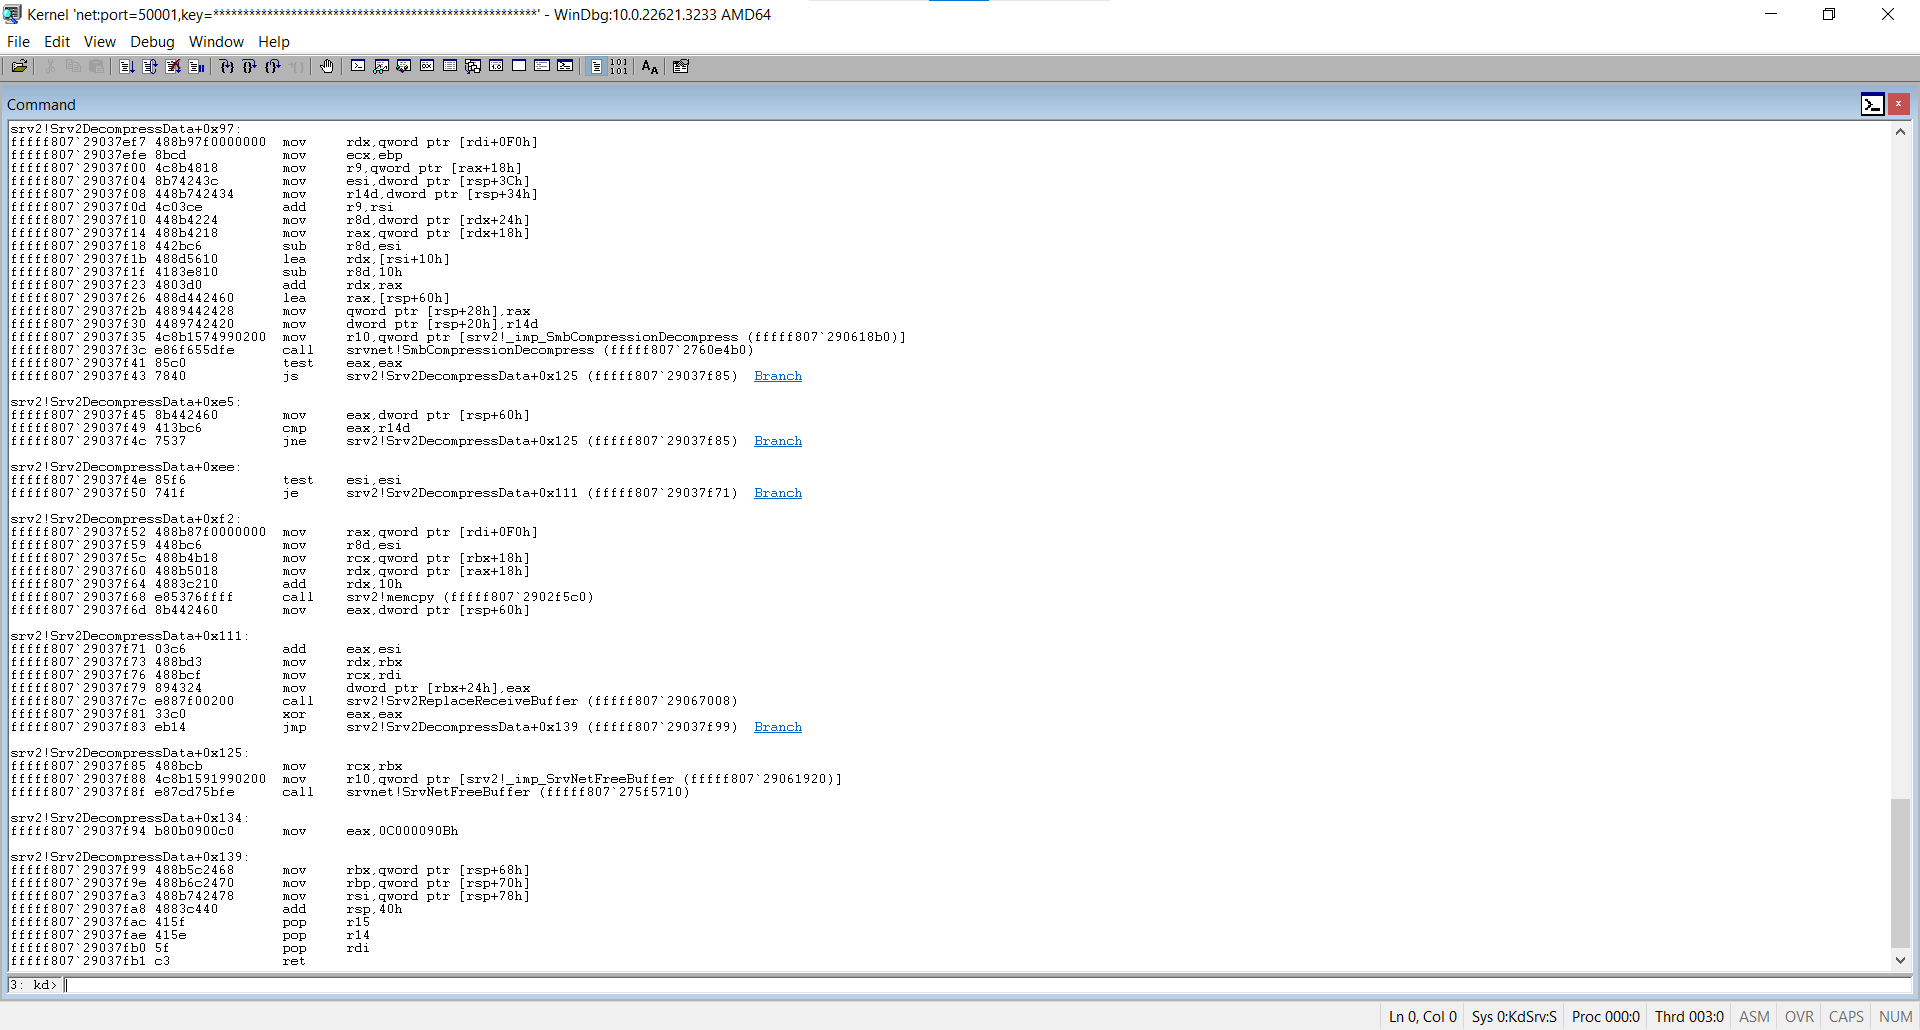 Kernel 'net:port=50001,key=******************************************************' - WinDbg:10.0.22621.3233 AMD64
File Edit View Debug Window Help
Command
srv2!Srv2DecompressData+0x97:
fffff807`29037ef7 488b97f0000000 mov rdx,qword ptr [rdi+0F0h]
fffff807`29037efe 8bcd mov ecx,ebp
fffff807`29037f00 4c8b4818 mov r9,qword ptr [rax+18h]
fffff807`29037f04 8b74243c mov esi,dword ptr [rsp+3Ch]
fffff807`29037f08 448b742434 mov r14d,dword ptr [rsp+34h]
fffff807`29037f0d 4c03ce add r9,rsi
fffff807`29037f10 448b4224 mov r8d,dword ptr [rdx+24h]
fffff807`29037f14 488b4218 mov rax,qword ptr [rdx+18h]
fffff807`29037f18 442bc6 sub r8d,esi
fffff807`29037f1b 488d5610 lea rdx,[rsi+10h]
fffff807`29037f1f 4183e810 sub r8d,10h
fffff807`29037f23 4803d0 add rdx,rax
fffff807`29037f26 488d442460 lea rax,[rsp+60h]
fffff807`29037f2b 4889442428 mov qword ptr [rsp+28h],rax
fffff807`29037f30 4489742420 mov dword ptr [rsp+20h],r14d
fffff807`29037f35 4c8b1574990200 mov r10,qword ptr [srv2!_imp_SmbCompressionDecompress (fffff807`290618b0)]
fffff807`29037f3c e86f655dfe call srvnet!SmbCompressionDecompress (fffff807`2760e4b0)
fffff807`29037f41 85c0 test eax,eax
fffff807`29037f43 7840 js srv2!Srv2DecompressData+0x125 (fffff807`29037f85) Branch
srv2!Srv2DecompressData+0xe5:
fffff807`29037f45 8b442460 mov eax,dword ptr [rsp+60h]
fffff807`29037f49 413bc6 cmp eax,r14d
fffff807`29037f4c 7537 jne srv2!Srv2DecompressData+0x125 (fffff807`29037f85) Branch
srv2!Srv2DecompressData+0xee:
fffff807`29037f4e 85f6 test esi,esi
fffff807`29037f50 741f je srv2!Srv2DecompressData+0x111 (fffff807`29037f71) Branch
srv2!Srv2DecompressData+0xf2:
fffff807`29037f52 488b87f0000000 mov rax,qword ptr [rdi+0F0h]
fffff807`29037f59 448bc6 mov r8d,esi
fffff807`29037f5c 488b4b18 mov rcx,qword ptr [rbx+18h]
fffff807`29037f60 488b5018 mov rdx,qword ptr [rax+18h]
fffff807`29037f64 4883c210 add rdx,10h
fffff807`29037f68 e85376ffff call srv2!memcpy (fffff807`2902f5c0)
fffff807`29037f6d 8b442460 mov eax,dword ptr [rsp+60h]
srv2!Srv2DecompressData+0x111:
fffff807`29037f71 03c6 add eax,esi
fffff807`29037f73 488bd3 mov rdx,rbx
fffff807`29037f76 488bcf mov rcx,rdi
fffff807`29037f79 894324 mov dword ptr [rbx+24h],eax
fffff807`29037f7c e887f00200 call srv2!Srv2ReplaceReceiveBuffer (fffff807`29067008)
fffff807`29037f81 33c0 xor eax,eax
fffff807`29037f83 eb14 jmp srv2!Srv2DecompressData+0x139 (fffff807`29037f99) Branch
srv2!Srv2DecompressData+0x125:
fffff807`29037f85 488bcb mov rcx,rbx
fffff807`29037f88 4c8b1591990200 mov r10,qword ptr [srv2!_imp_SrvNetFreeBuffer (fffff807`29061920)]
fffff807`29037f8f e87cd75bfe call srvnet!SrvNetFreeBuffer (fffff807`275f5710)
srv2!Srv2DecompressData+0x134:
fffff807`29037f94 b80b0900c0 mov eax,0C000090Bh
srv2!Srv2DecompressData+0x139:
fffff807`29037f99 488b5c2468 mov rbx,qword ptr [rsp+68h]
fffff807`29037f9e 488b6c2470 mov rbp,qword ptr [rsp+70h]
fffff807`29037fa3 488b742478 mov rsi,qword ptr [rsp+78h]
fffff807`29037fa8 4883c440 add rsp,40h
fffff807`29037fac 415f pop r15
fffff807`29037fae 415e pop r14
fffff807`29037fb0 5f pop rdi
fffff807`29037fb1 c3 ret
3: kd>
Ln 0, Col 0 Sys 0:KdSrv:S Proc 000:0 Thrd 003:0 ASM OVR CAPS NUM